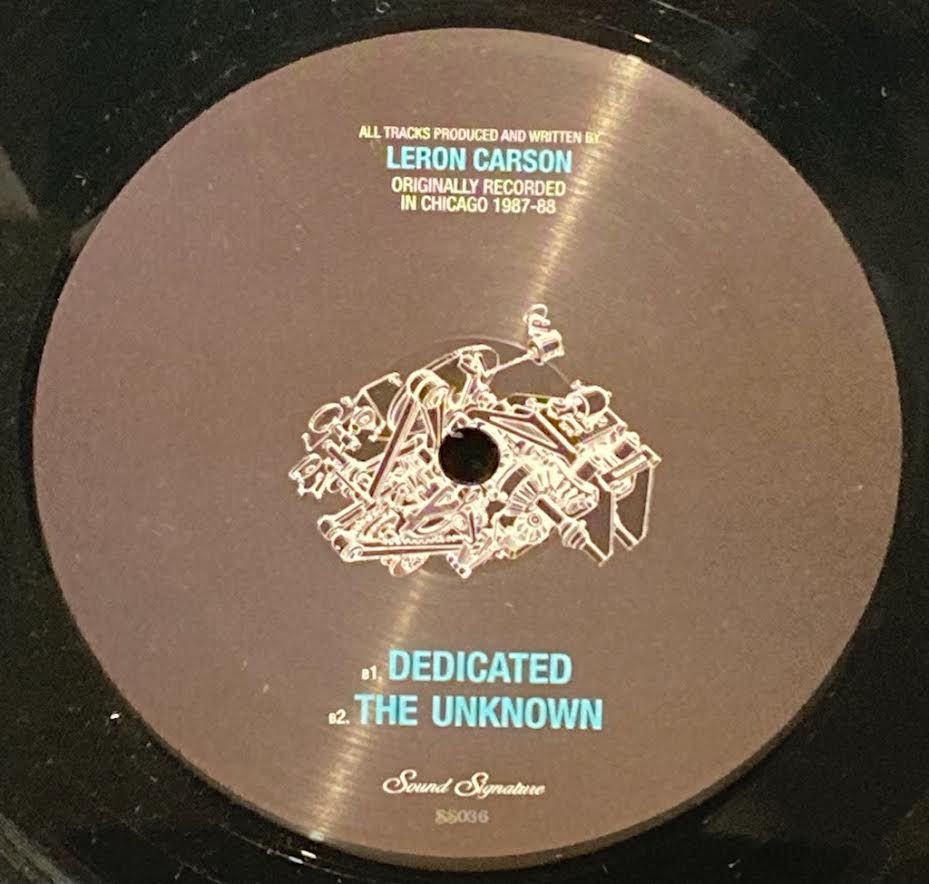 ALL TRACKS PRODUCED AND WRITTEN BY
LERON CARSON
ORIGINALLY RECORDED
IN CHICAGO 1987-88
B1. DEDICATED
B2. THE UNKNOWN
Sound Signature
SS036